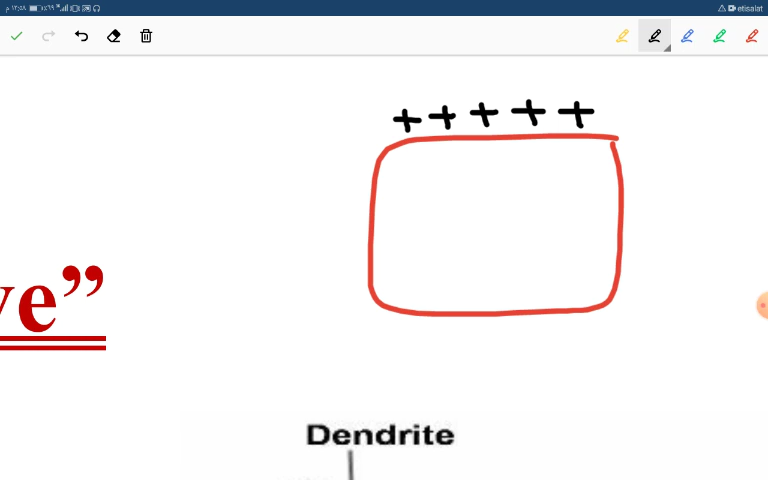 etisalat
+ + + + +
ve”
Dendrite